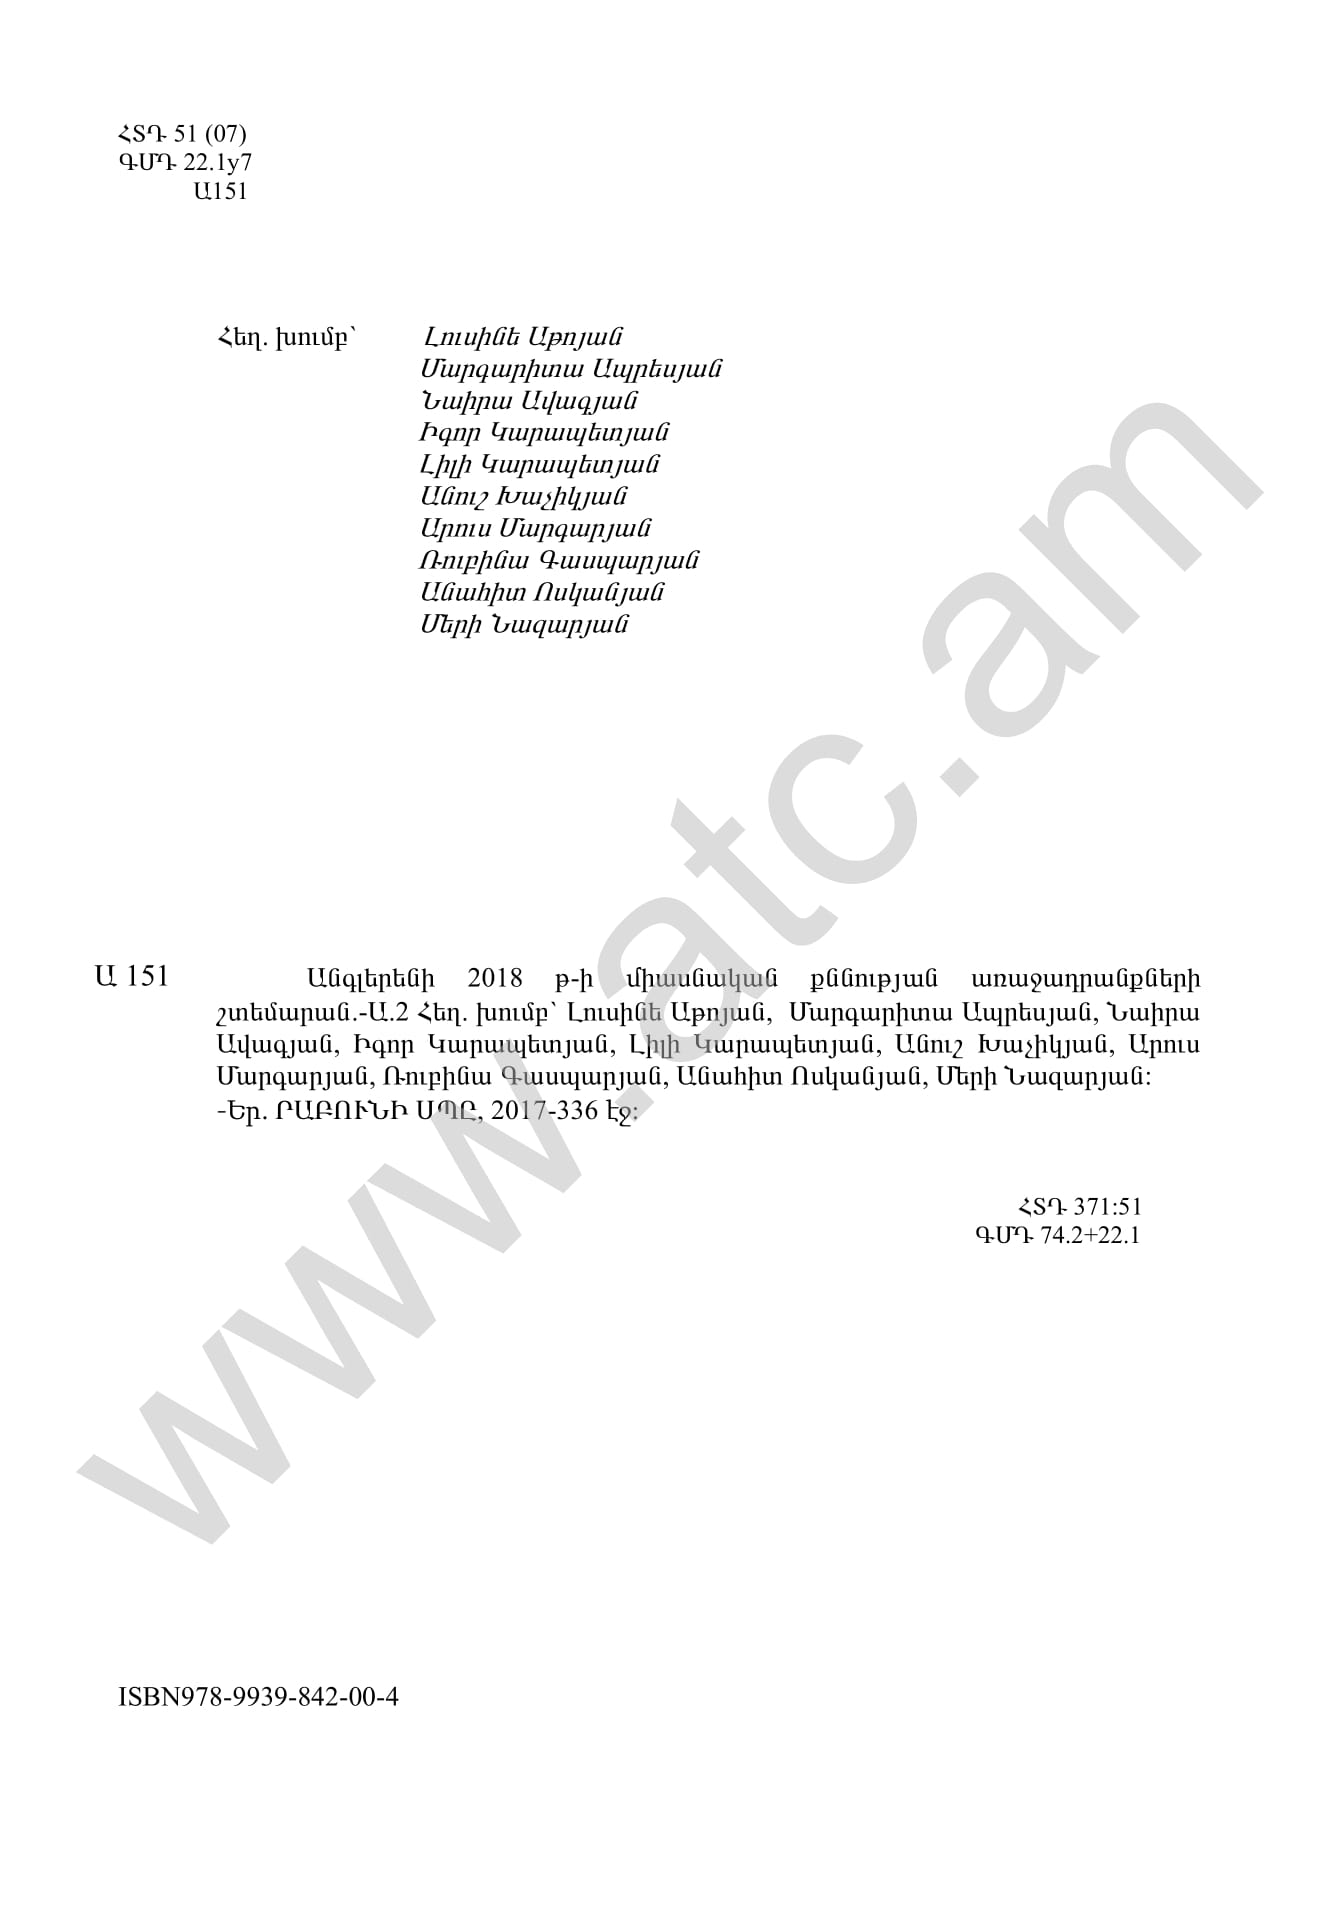 ՀՏԴ 51 (07)
ԳՄԴ 22.1y7
Ա151
Հեղ. խումբ՝ Լուսինե Աթոյան
Մարգարիտա Ապրեսյան
Նաիրա Ավագյան
Իգոր Կարապետյան
Լիլի Կարապետյան
Անուշ Խաչիկյան
Արուս Մարգարյան
Ռուբինա Գասպարյան
Անահիտ Ոսկանյան
Մերի Նազարյան
Ա 151 Անգլերենի 2018 թ-ի միասնական քննության առաջադրանքների
շտեմարան.-Ա.2 Հեղ. խումբ՝ Լուսինե Աթոյան, Մարգարիտա Ապրեսյան, Նաիրա
Ավագյան, Իգոր Կարապետյան, Լիլի Կարապետյան, Անուշ Խաչիկյան, Արուս
Մարգարյան, Ռուբինա Գասպարյան, Անահիտ Ոսկանյան, Մերի Նազարյան:
-Եր. ՐԱԲՈՒՆԻ ՍՊԸ, 2017-336 էջ:
ՀՏԴ 371:51
ԳՄԴ 74.2+22.1
ISBN978-9939-842-00-4
www.atc.am